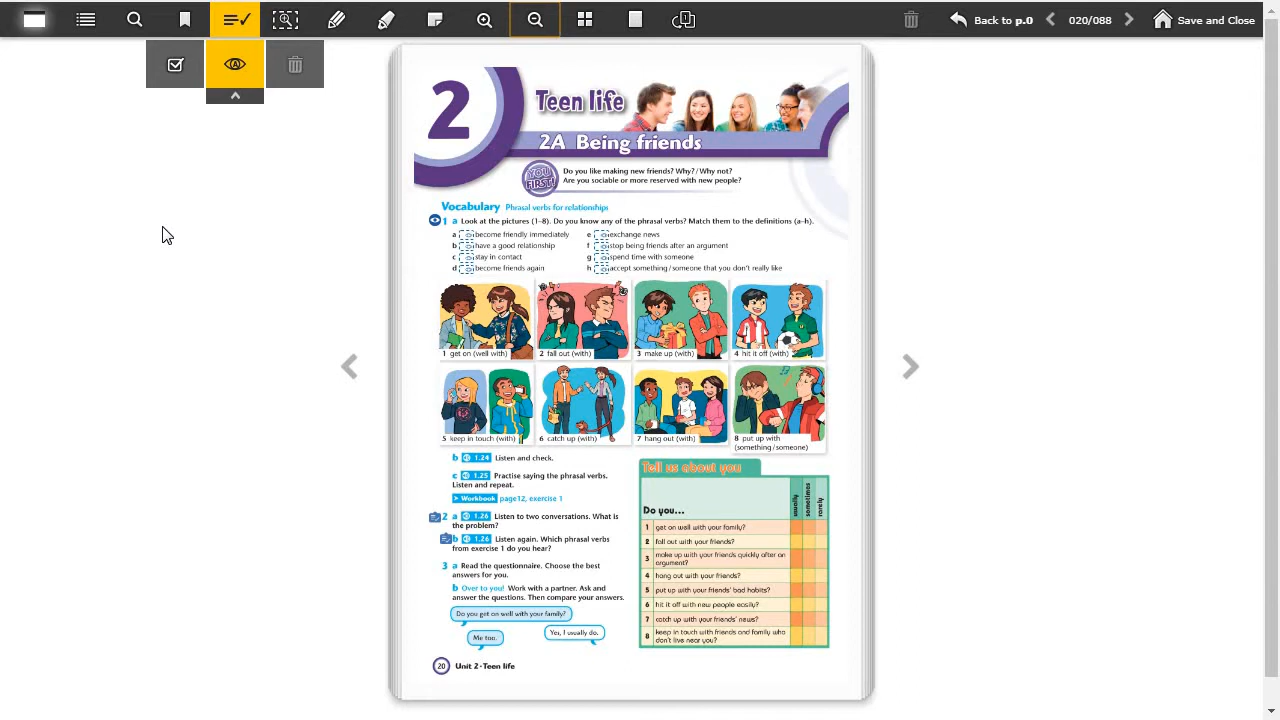 Back to p.0
020/088
Save and Close
2
Teen life
2A Being friends
YOU FIRST!
Do you like making new friends? Why?/Why not?
Are you sociable or more reserved with new people?
Vocabulary Phrasal verbs for relationships
1 a Look at the pictures (1–8). Do you know any of the phrasal verbs? Match them to the definitions (a–h).
a become friendly immediately
b have a good relationship
c stay in contact
d become friends again
e exchange news
f stop being friends after an argument
g spend time with someone
h accept something/someone that you don't really like
1 get on (well with)
2 fall out (with)
3 make up (with)
4 hit it off (with)
5 keep in touch (with)
6 catch up (with)
7 hang out (with)
8 put up with
(something/someone)
b 1.24 Listen and check.
c 1.25 Practise saying the phrasal verbs.
Listen and repeat.
> Workbook page12, exercise 1
2 a 1.26 Listen to two conversations. What is
the problem?
b 1.26 Listen again. Which phrasal verbs
from exercise 1 do you hear?
3 a Read the questionnaire. Choose the best
answers for you.
b Over to you! Work with a partner. Ask and
answer the questions. Then compare your answers.
Do you get on well with your family?
Yes, I usually do.
Me too.
Tell us about you
Do you...
usually
sometimes
rarely
1 get on well with your family?
2 fall out with your friends?
3 make up with your friends quickly after an
argument?
4 hang out with your friends?
5 put up with your friends' bad habits?
6 hit it off with new people easily?
7 catch up with your friends' news?
8 keep in touch with friends and family who
don't live near you?
20 Unit 2 · Teen life